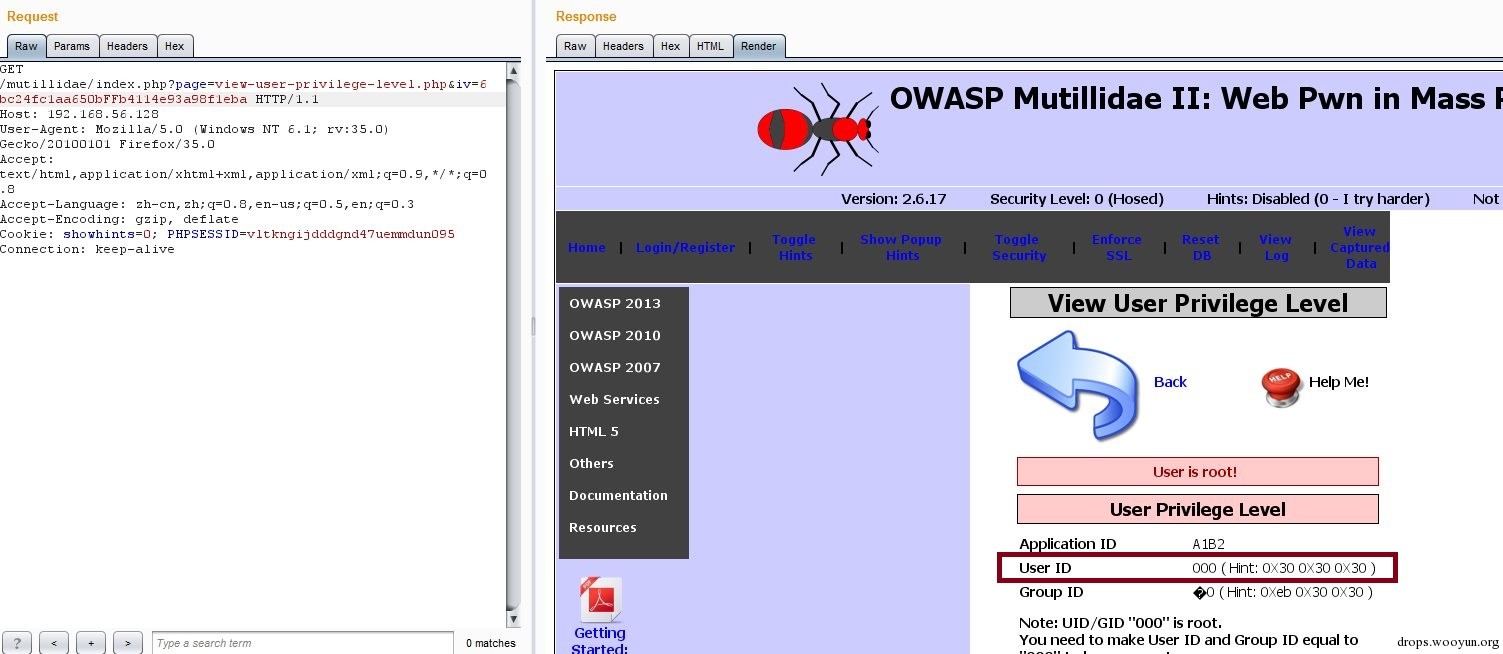 Request
Raw Params Headers Hex
GET
/mutillidae/index.php?page=view-user-privilege-level.php&iv=6
bc24fc1aa650bFFb4114e93a98f1eba HTTP/1.1
Host: 192.168.56.128
User-Agent: Mozilla/5.0 (Windows NT 6.1; rv:35.0)
Gecko/20100101 Firefox/35.0
Accept:
text/html,application/xhtml+xml,application/xml;q=0.9,*/*;q=0
.8
Accept-Language: zh-cn,zh;q=0.8,en-us;q=0.5,en;q=0.3
Accept-Encoding: gzip, deflate
Cookie: showhints=0; PHPSESSID=vltkngijdddgnd47uemmdun095
Connection: keep-alive
? < + > Type a search term 0 matches
Response
Raw Headers Hex HTML Render
OWASP Mutillidae II: Web Pwn in Mass P
Version: 2.6.17 Security Level: 0 (Hosed) Hints: Disabled (0 - I try harder) Not
Home | Login/Register | Toggle Hints | Show Popup Hints | Toggle Security | Enforce SSL | Reset DB | View Log | View Captured Data
OWASP 2013
OWASP 2010
OWASP 2007
Web Services
HTML 5
Others
Documentation
Resources
Getting
Started:
View User Privilege Level
Back
HELP
Help Me!
User is root!
User Privilege Level
Application ID A1B2
User ID 000 ( Hint: 0X30 0X30 0X30 )
Group ID �0 ( Hint: 0Xeb 0X30 0X30 )
Note: UID/GID "000" is root.
You need to make User ID and Group ID equal to
drops.wooyun.org